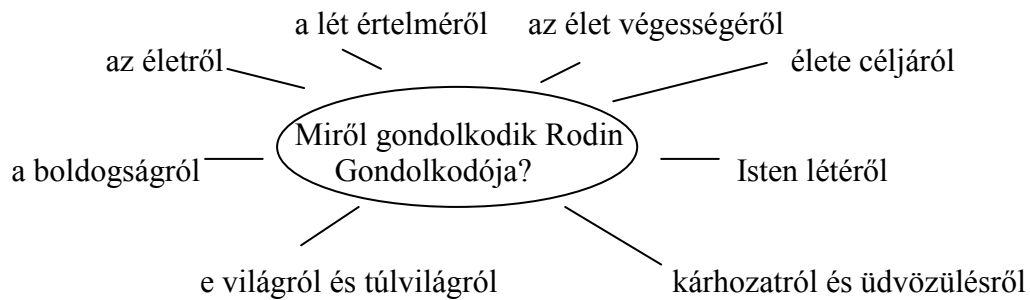 a lét értelméről
az élet végességéről
az életről
élete céljáról
Miről gondolkodik Rodin
Gondolkodója?
a boldogságról
Isten létéről
e világról és túlvilágról
kárhozatról és üdvözülésről